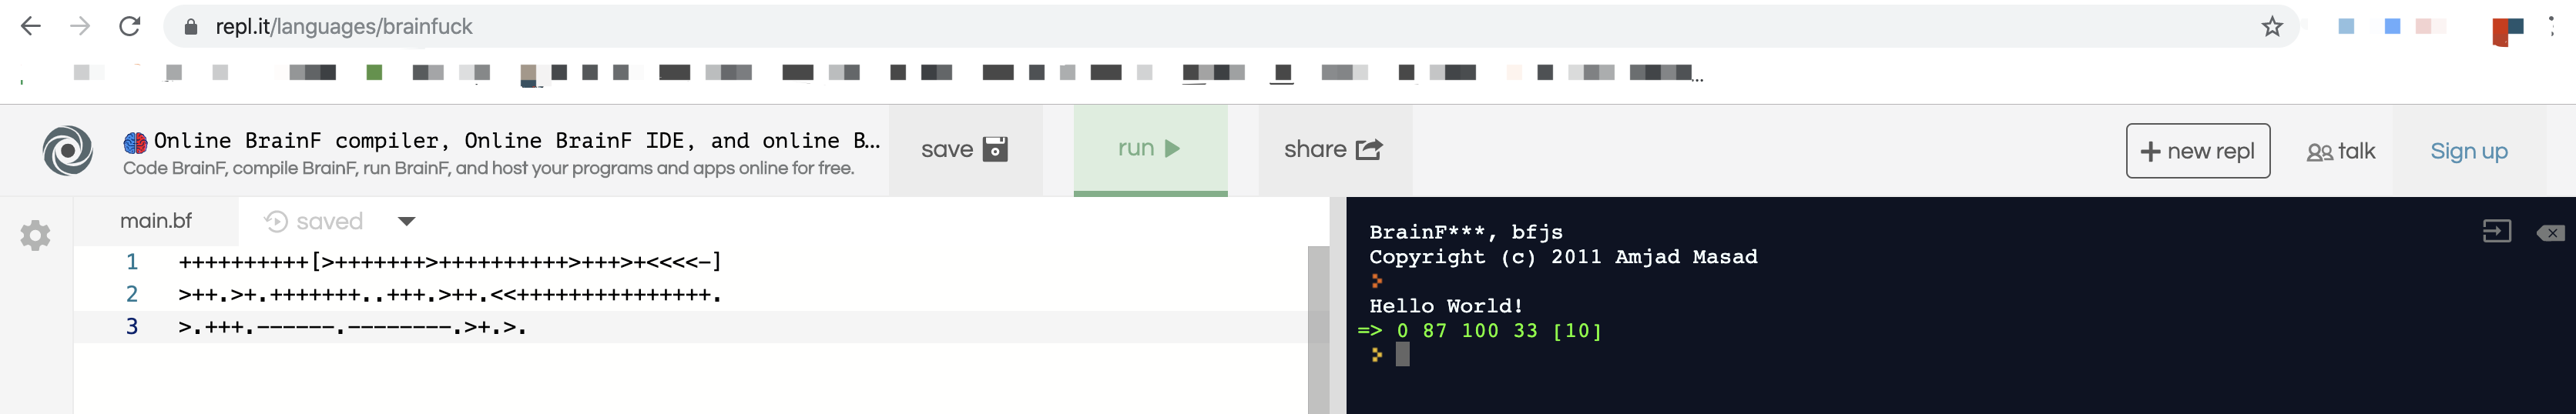 repl.it/languages/brainfuck
Online BrainF compiler, Online BrainF IDE, and online B...
Code BrainF, compile BrainF, run BrainF, and host your programs and apps online for free.
save
run
share
+ new repl
talk
Sign up
main.bf
saved
1 ++++++++++[>+++++++>++++++++++>+++>+<<<<-]
2 >++.>+.+++++++..+++.>++.<<+++++++++++++++.
3 >.+++.------.--------.>+.>.
BrainF***, bfjs
Copyright (c) 2011 Amjad Masad
Hello World!
=> 0 87 100 33 [10]